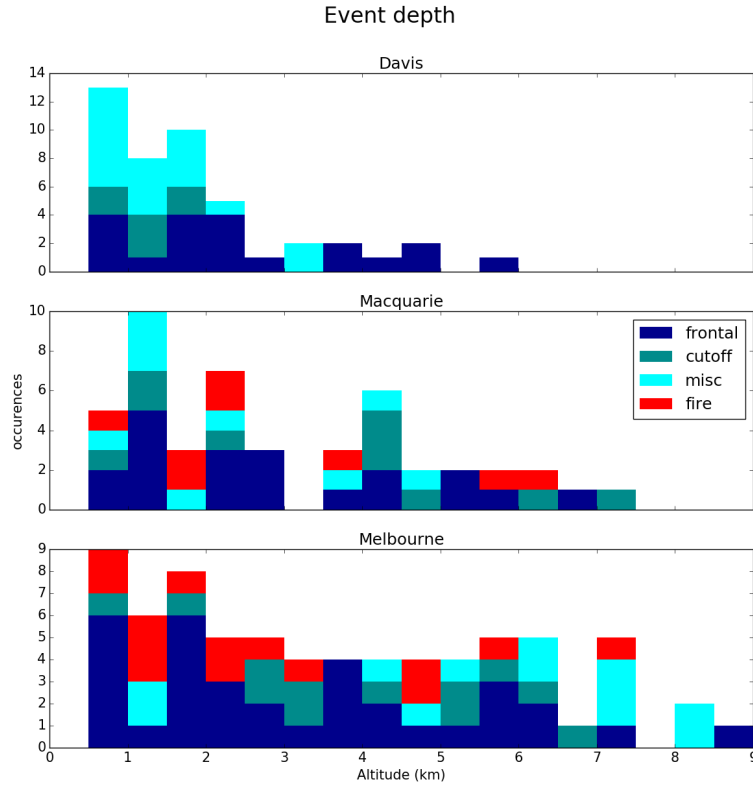 Event depth
Davis
14
12
10
8
6
4
2
0
Macquarie
10
8
6
4
2
0
occurences
frontal
cutoff
misc
fire
Melbourne
9
8
7
6
5
4
3
2
1
0
0 1 2 3 4 5 6 7 8 9
Altitude (km)